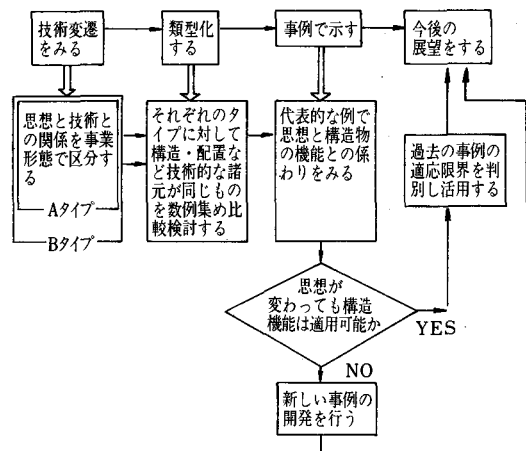 技術変遷
をみる
類型化
する
事例で示す
今後の
展望をする
思想と技術と
の関係を事業
形態で区分す
る
Aタイプ
Bタイプ
それぞれのタ
イプに対して
構造・配置な
ど技術的な諸
元が同じもの
を数例集め比
較検討する
代表的な例で
思想と構造物
の機能との係
わりをみる
過去の事例の
適応限界を判
別し活用する
思想が
変わっても構造
機能は適用可能か
YES
NO
新しい事例の
開発を行う